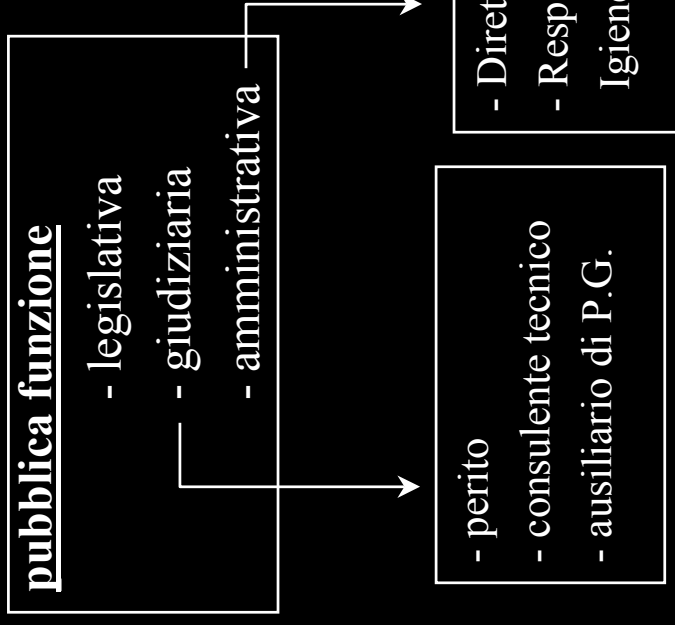 pubblica funzione
- legislativa
- giudiziaria
- amministrativa
- perito
- consulente tecnico
- ausiliario di P.G.
- Diret
- Resp
Igien